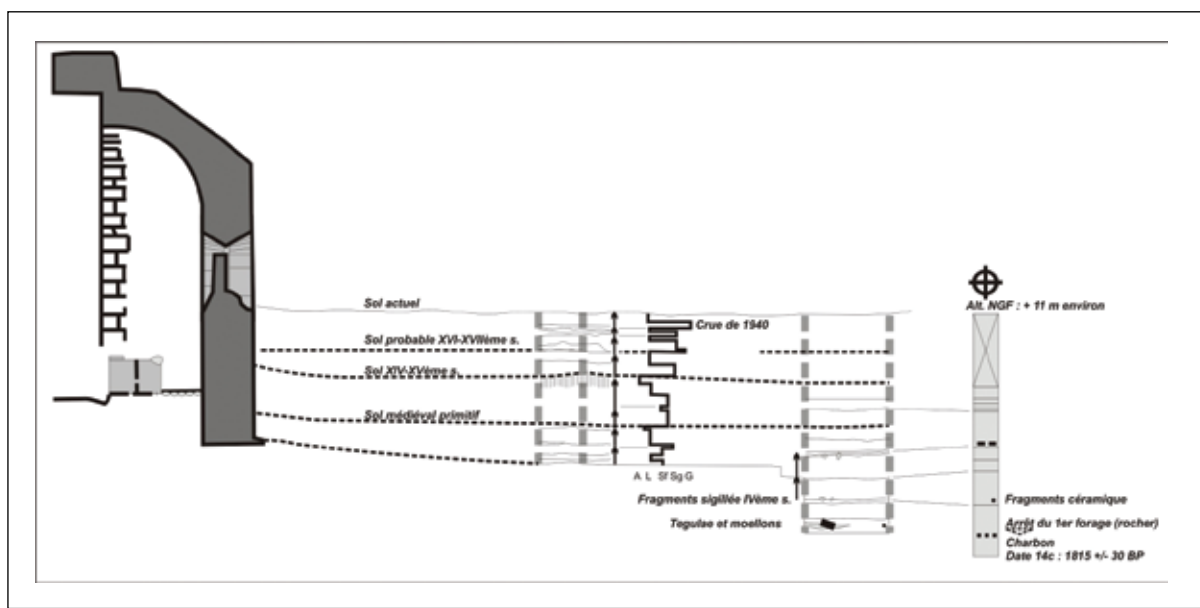 Alt. NGF : + 11 m environ
Sol actuel
Crue de 1940
Sol probable XVI-XVIIème s.
Sol XIV-XVème s.
Sol médiéval primitif
A L Sf Sg G
Fragments sigillée IVème s.
Fragments céramique
Tegulae et moellons
Arrêt du 1er forage (rocher)
Charbon
Date 14c : 1815 +/- 30 BP